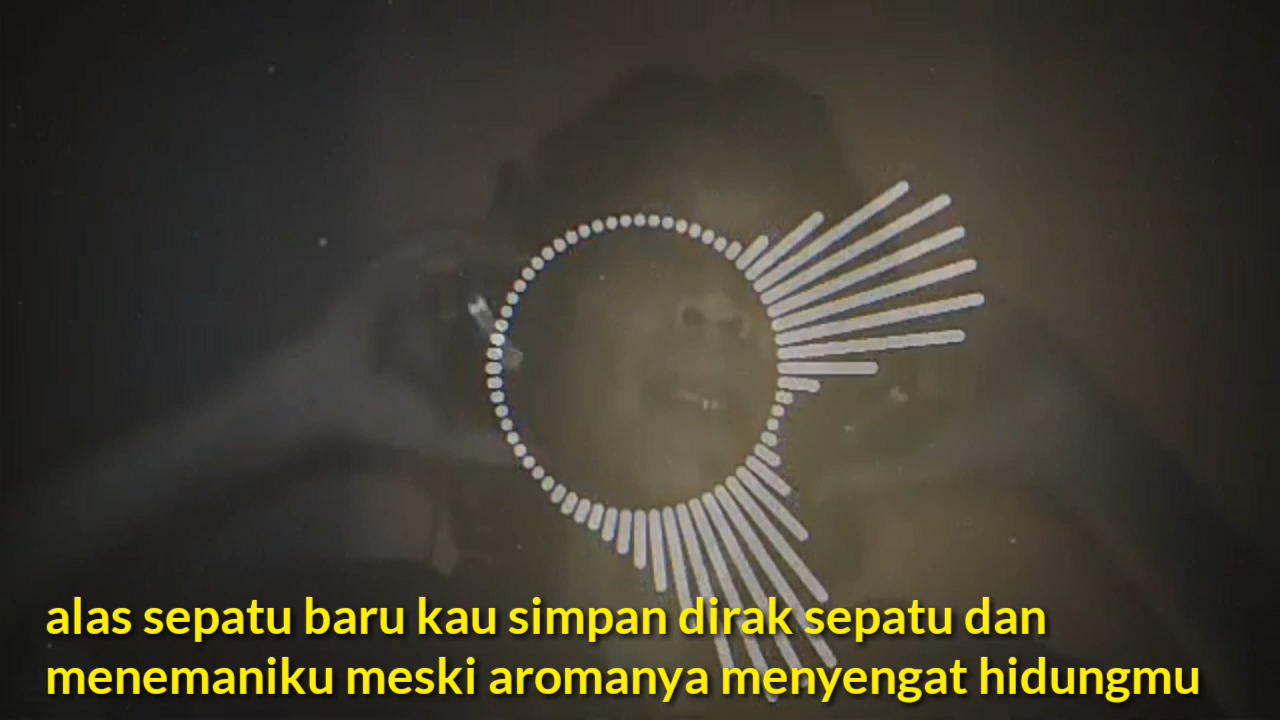 alas sepatu baru kau simpan dirak sepatu dan
menemaniku meski aromanya menyengat hidungmu